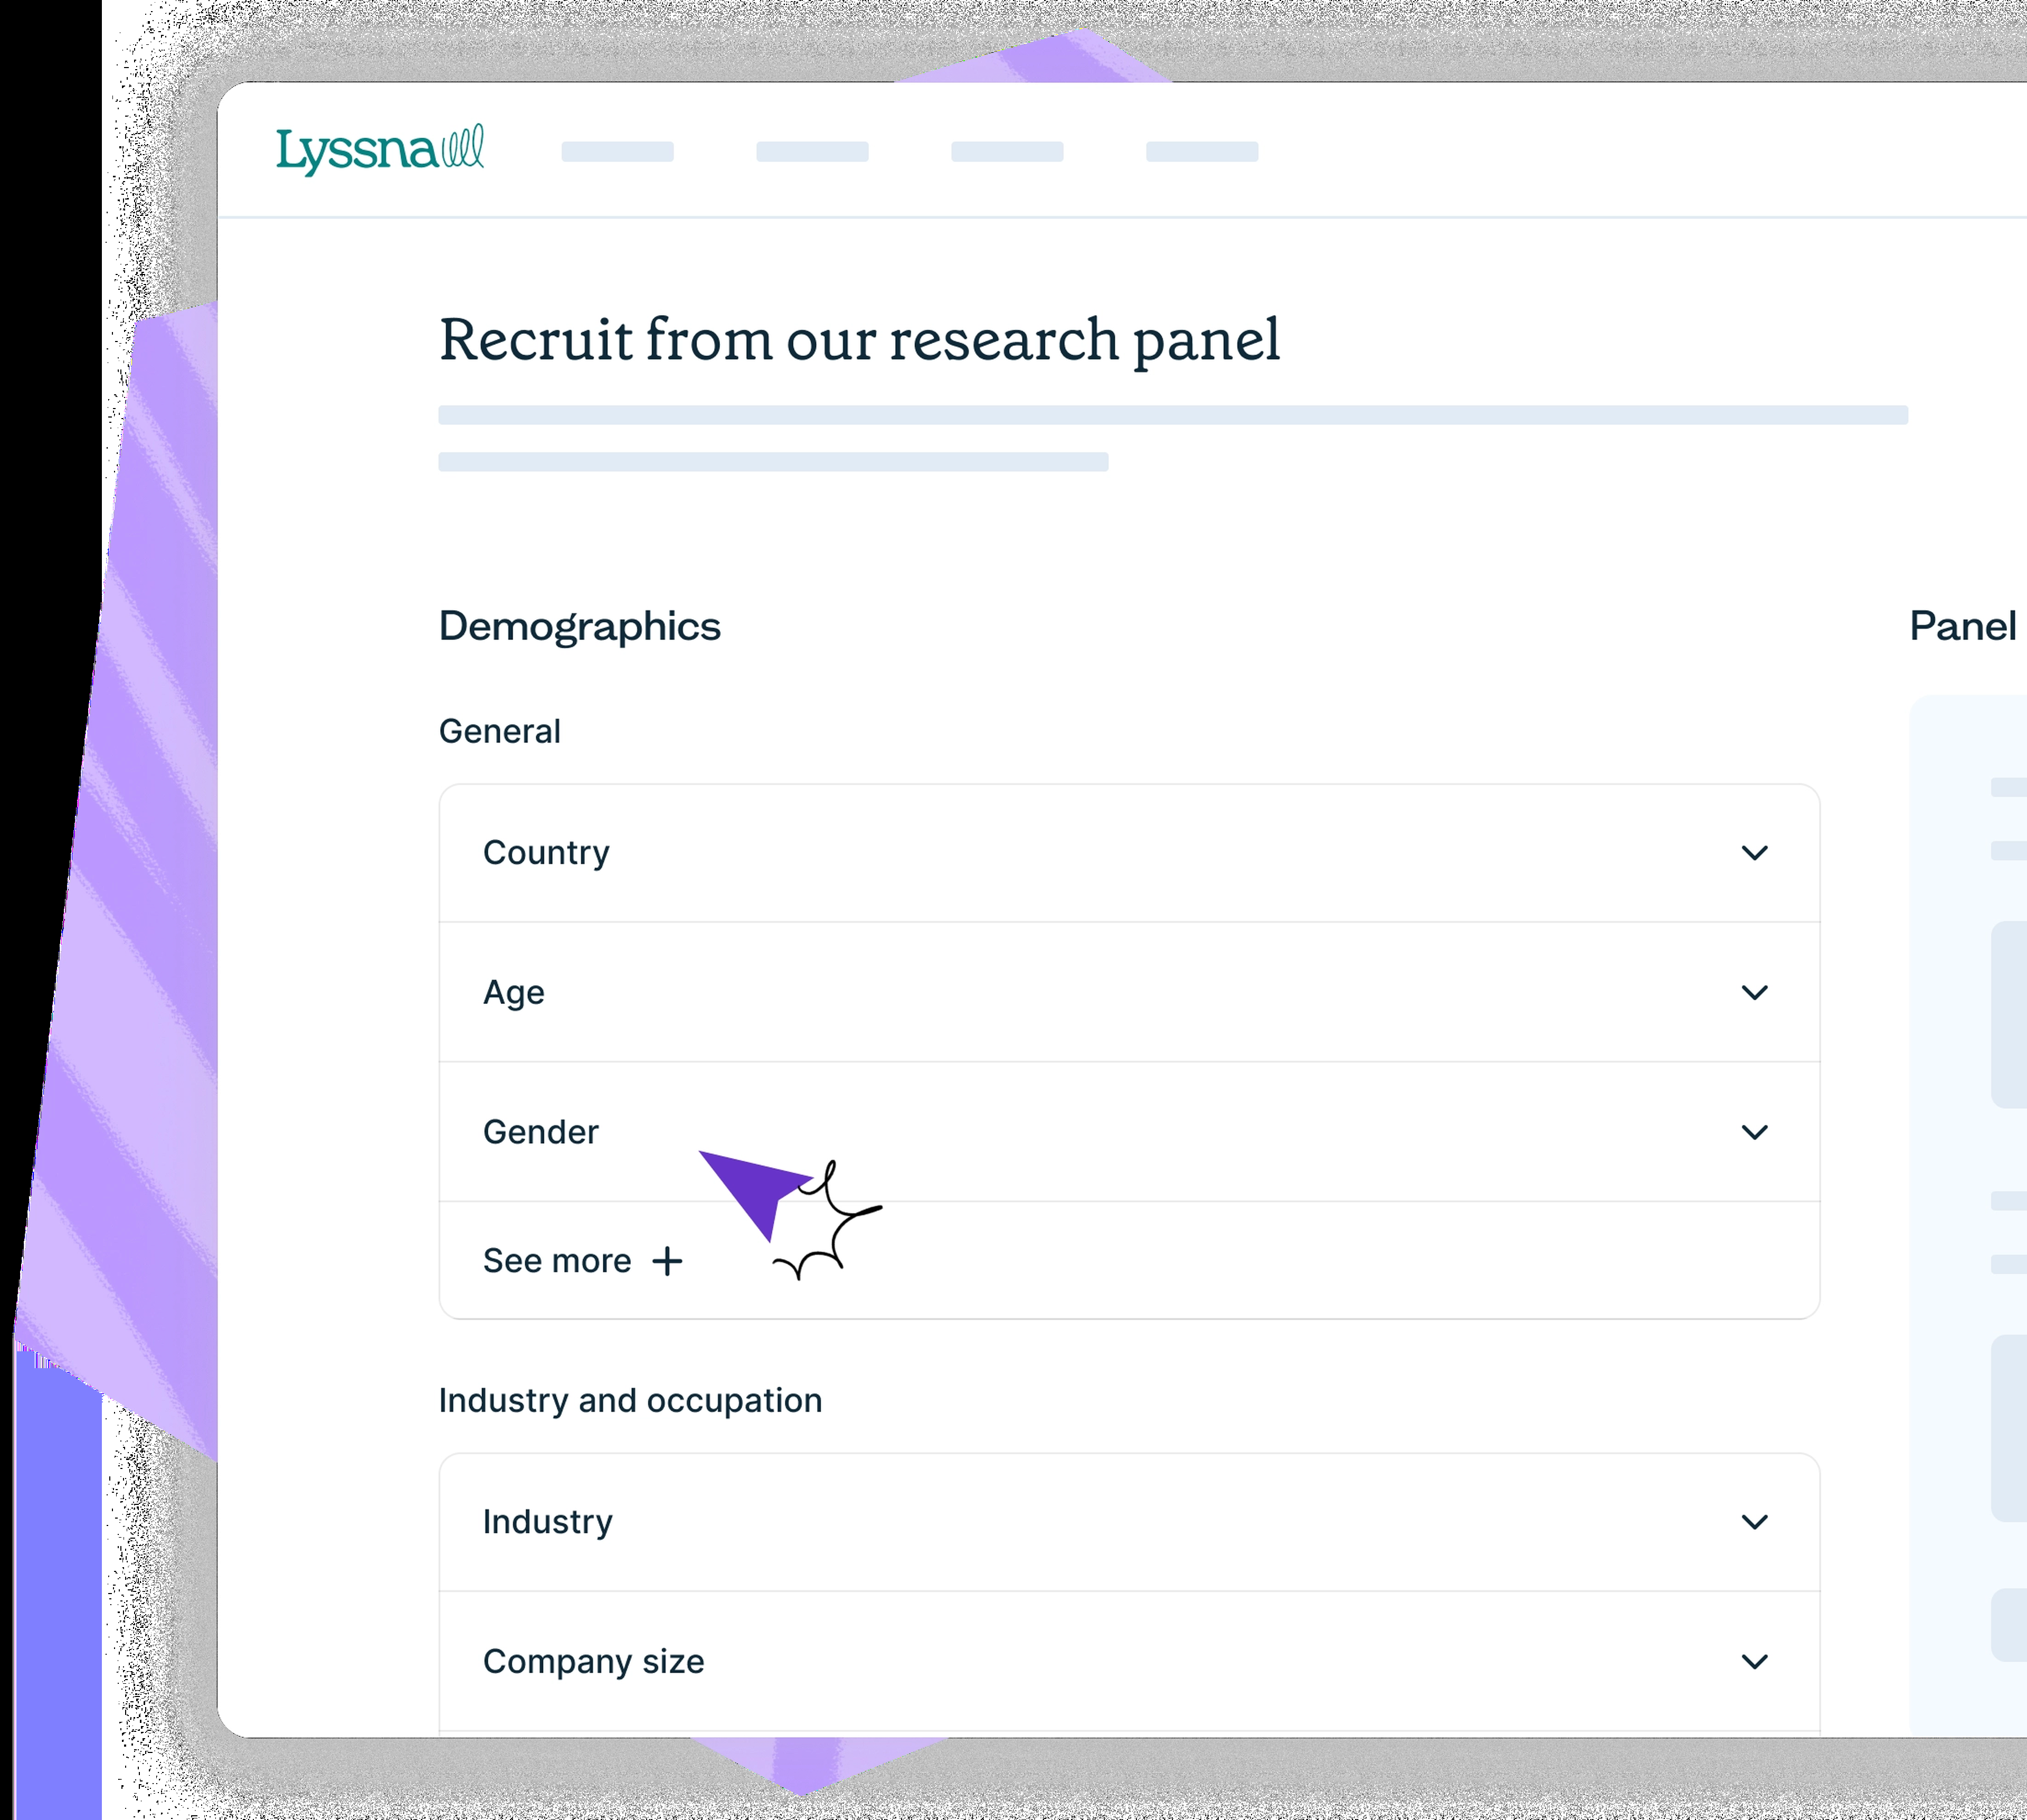 Lyssna
Recruit from our research panel
Demographics
Panel
General
Country
Age
Gender
See more
Industry and occupation
Industry
Company size